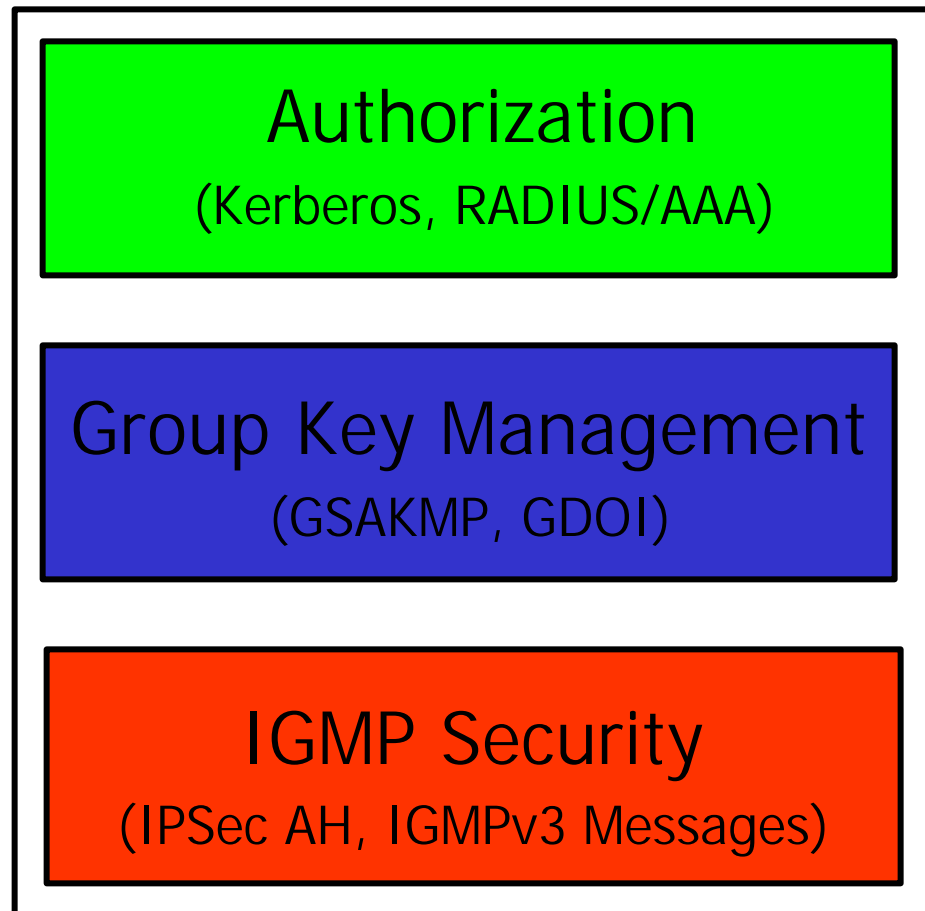 Authorization
(Kerberos, RADIUS/AAA)
Group Key Management
(GSAKMP, GDOI)
IGMP Security
(IPSec AH, IGMPv3 Messages)